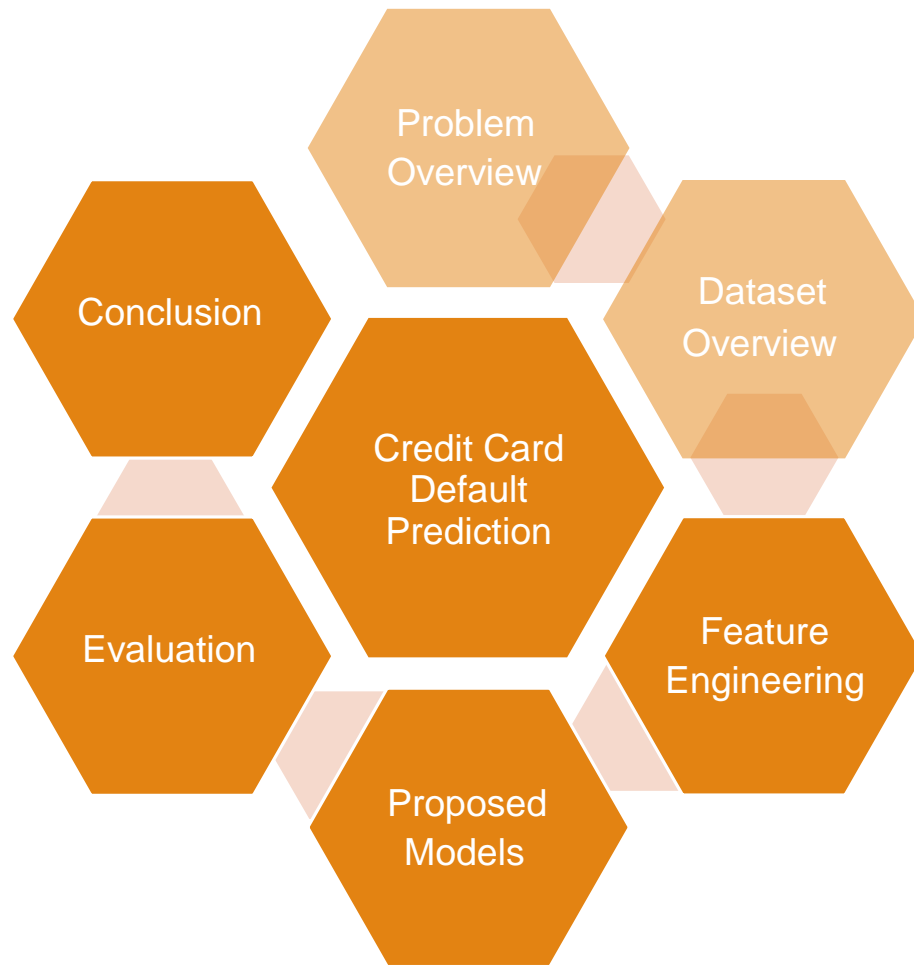 Problem
Overview
Dataset
Overview
Feature
Engineering
Proposed
Models
Evaluation
Conclusion
Credit Card
Default
Prediction